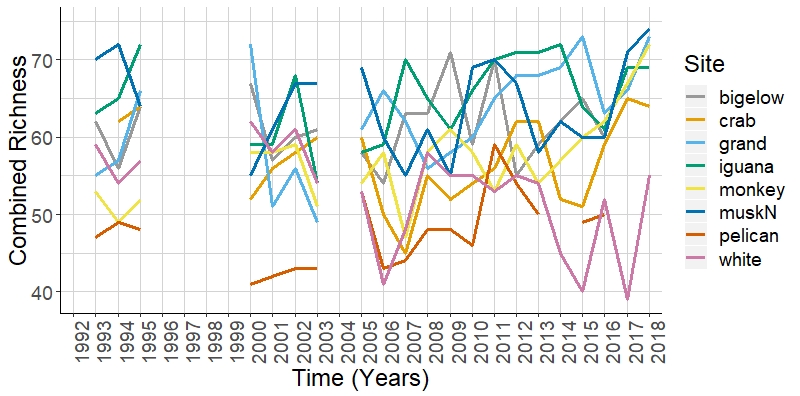 Combined Richness
70
60
50
40
1992 1993 1994 1995 1996 1997 1998 1999 2000 2001 2002 2003 2004 2005 2006 2007 2008 2009 2010 2011 2012 2013 2014 2015 2016 2017 2018
Time (Years)
Site
bigelow
crab
grand
iguana
monkey
muskN
pelican
white